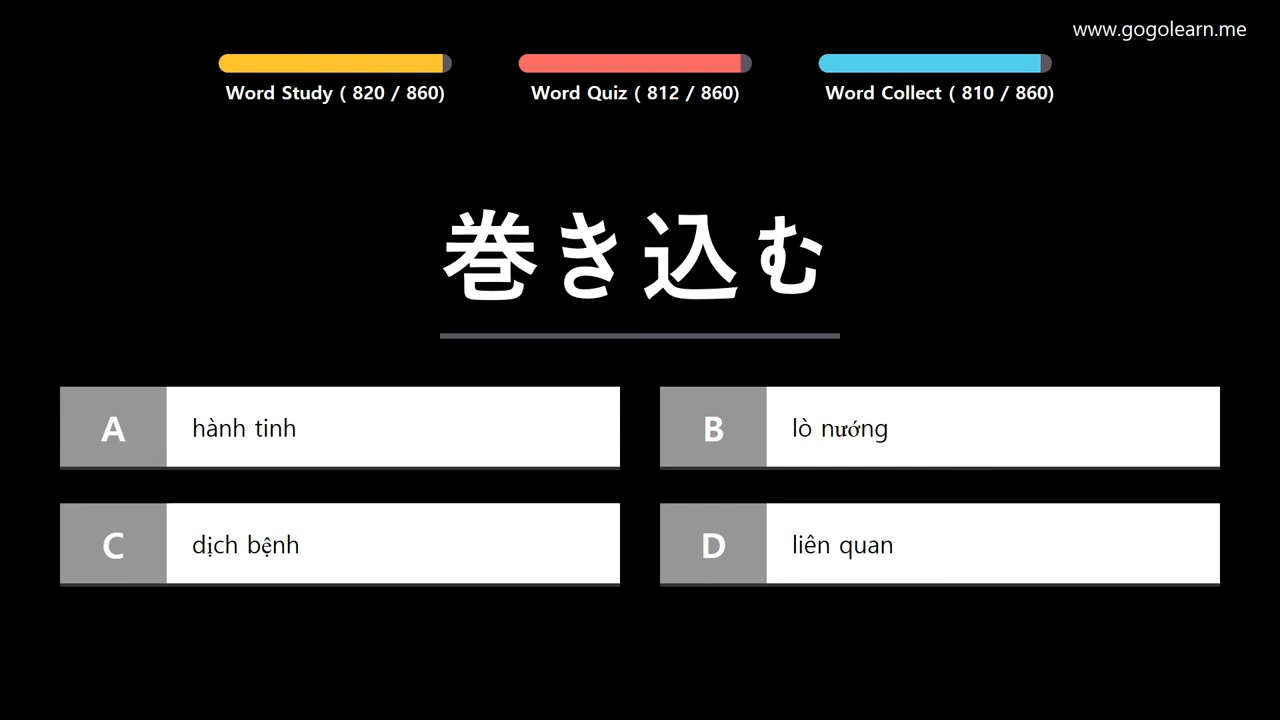 www.gogolearn.me
Word Study ( 820 / 860)
Word Quiz ( 812 / 860)
Word Collect ( 810 / 860)
巻き込む
A hành tinh
B lò nướng
C dịch bệnh
D liên quan